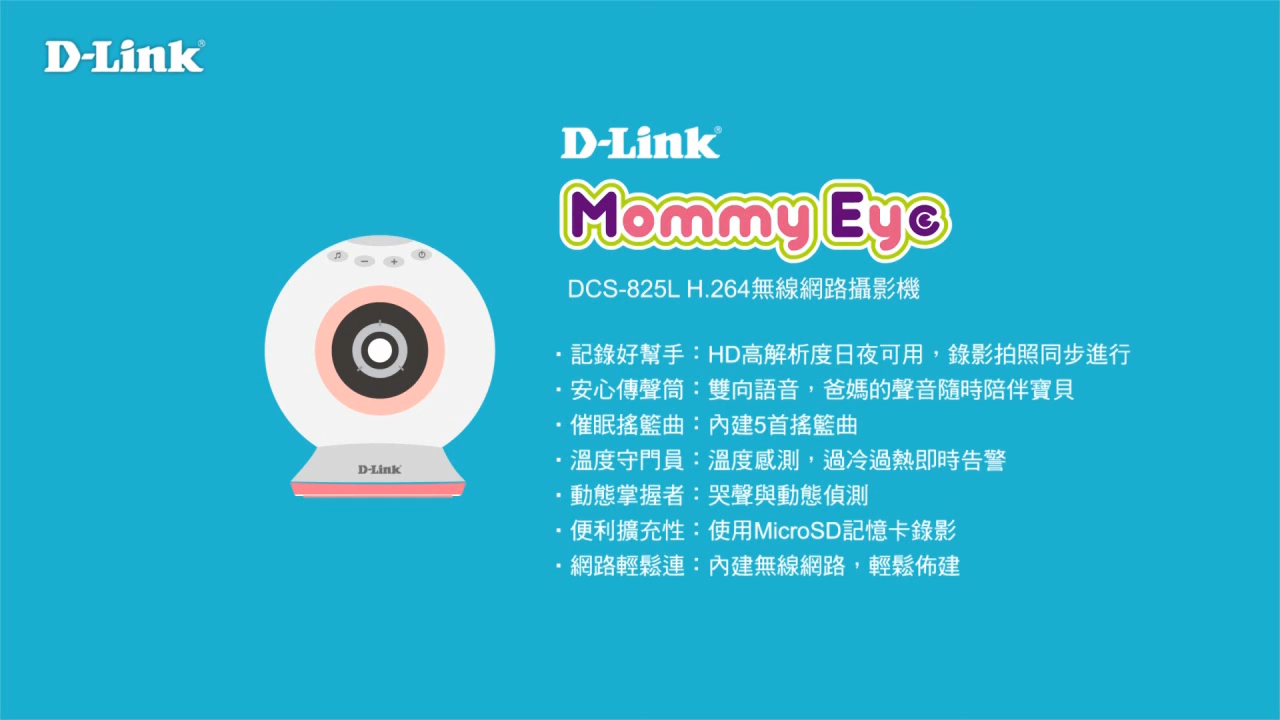 D-Link®
D-Link®
Mommy Eye
DCS-825L H.264無線網路攝影機
・記錄好幫手：HD高解析度日夜可用，錄影拍照同步進行
・安心傳聲筒：雙向語音，爸媽的聲音隨時陪伴寶貝
・催眠搖籃曲：內建5首搖籃曲
・溫度守門員：溫度感測，過冷過熱即時告警
・動態掌握者：哭聲與動態偵測
・便利擴充性：使用MicroSD記憶卡錄影
・網路輕鬆連：內建無線網路，輕鬆佈建
D-Link